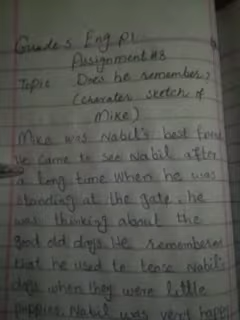 Grade 5 Eng P1
Assignment #8
Topic Does he remember?
(charater sketch of
Mike)
Mike was Nabil's best friend
He came to see Nabil after
a long time when he was
standing at the gate, he
was thinking about the
good old days. He remembered
that he used to tease Nabil's
dogs when they were little
puppies. Nabil was very happy